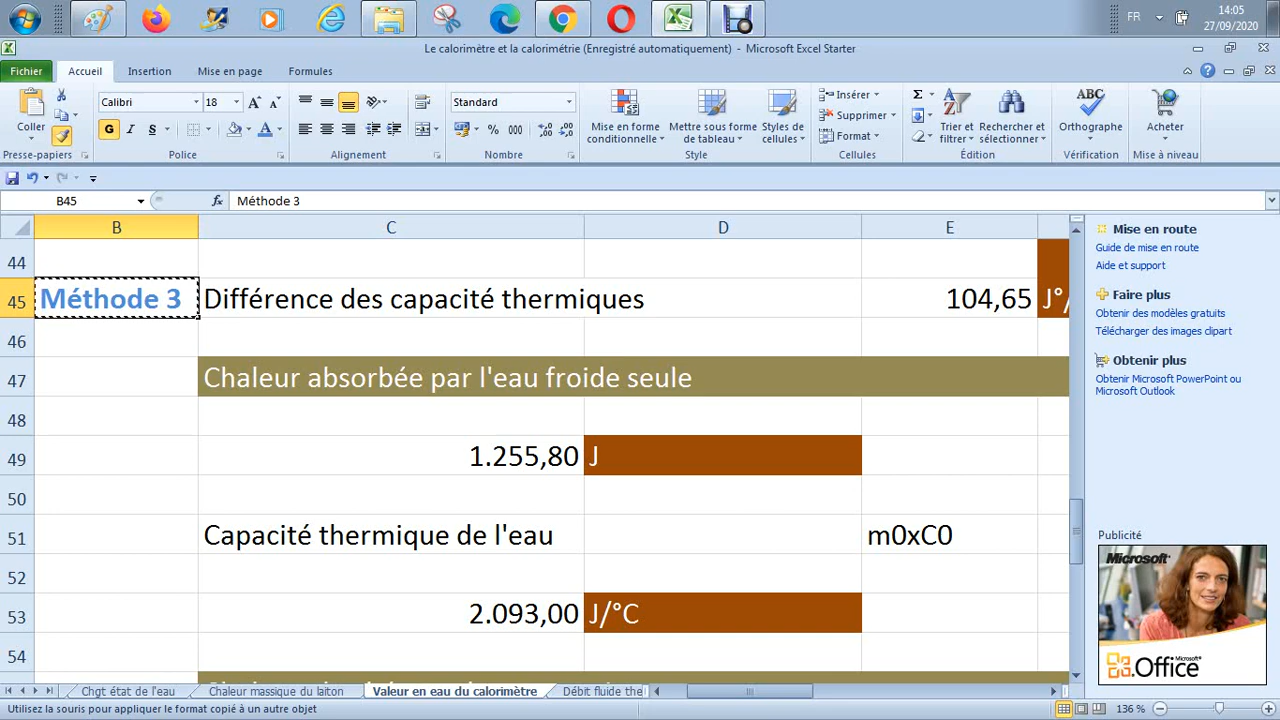 14:05
FR
27/09/2020
Le calorimètre et la calorimétrie (Enregistré automatiquement) - Microsoft Excel Starter
Fichier Accueil Insertion Mise en page Formules
Calibri 18 Standard
Coller
G I S
% 000
Mise en forme conditionnelle
Mettre sous forme de tableau
Styles de cellules
Insérer
Supprimer
Format
Σ
Trier et filtrer
Rechercher et sélectionner
ABC
Orthographe
Acheter
Presse-papiers Police Alignement Nombre Style Cellules Édition Vérification Mise à niveau
B45 fx Méthode 3
B C D E
44
45 Méthode 3 Différence des capacité thermiques 104,65 J°/
46
47 Chaleur absorbée par l'eau froide seule
48
49 1.255,80 J
50
51 Capacité thermique de l'eau m0xC0
52
53 2.093,00 J/°C
54
Mise en route
Guide de mise en route
Aide et support
Faire plus
Obtenir des modèles gratuits
Télécharger des images clipart
Obtenir plus
Obtenir Microsoft PowerPoint ou
Microsoft Outlook
Publicité
Microsoft
Microsoft
Office
Chgt état de l'eau Chaleur massique du laiton Valeur en eau du calorimètre Débit fluide the
Utilisez la souris pour appliquer le format copié à un autre objet 136 %